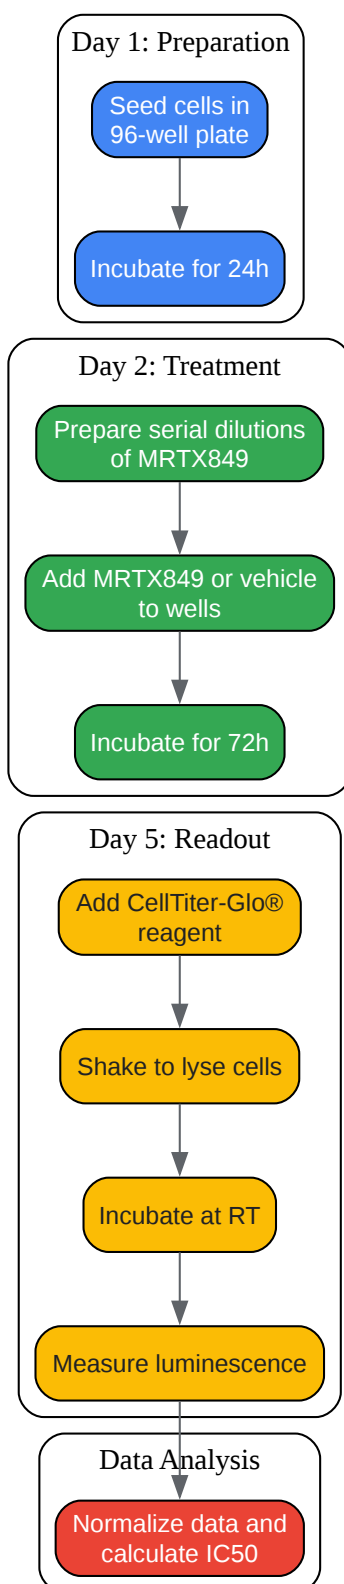 Day 1: Preparation
Seed cells in
96-well plate
Incubate for 24h
Day 2: Treatment
Prepare serial dilutions
of MRTX849
Add MRTX849 or vehicle
to wells
Incubate for 72h
Day 5: Readout
Add CellTiter-Glo®
reagent
Shake to lyse cells
Incubate at RT
Measure luminescence
Data Analysis
Normalize data and
calculate IC50